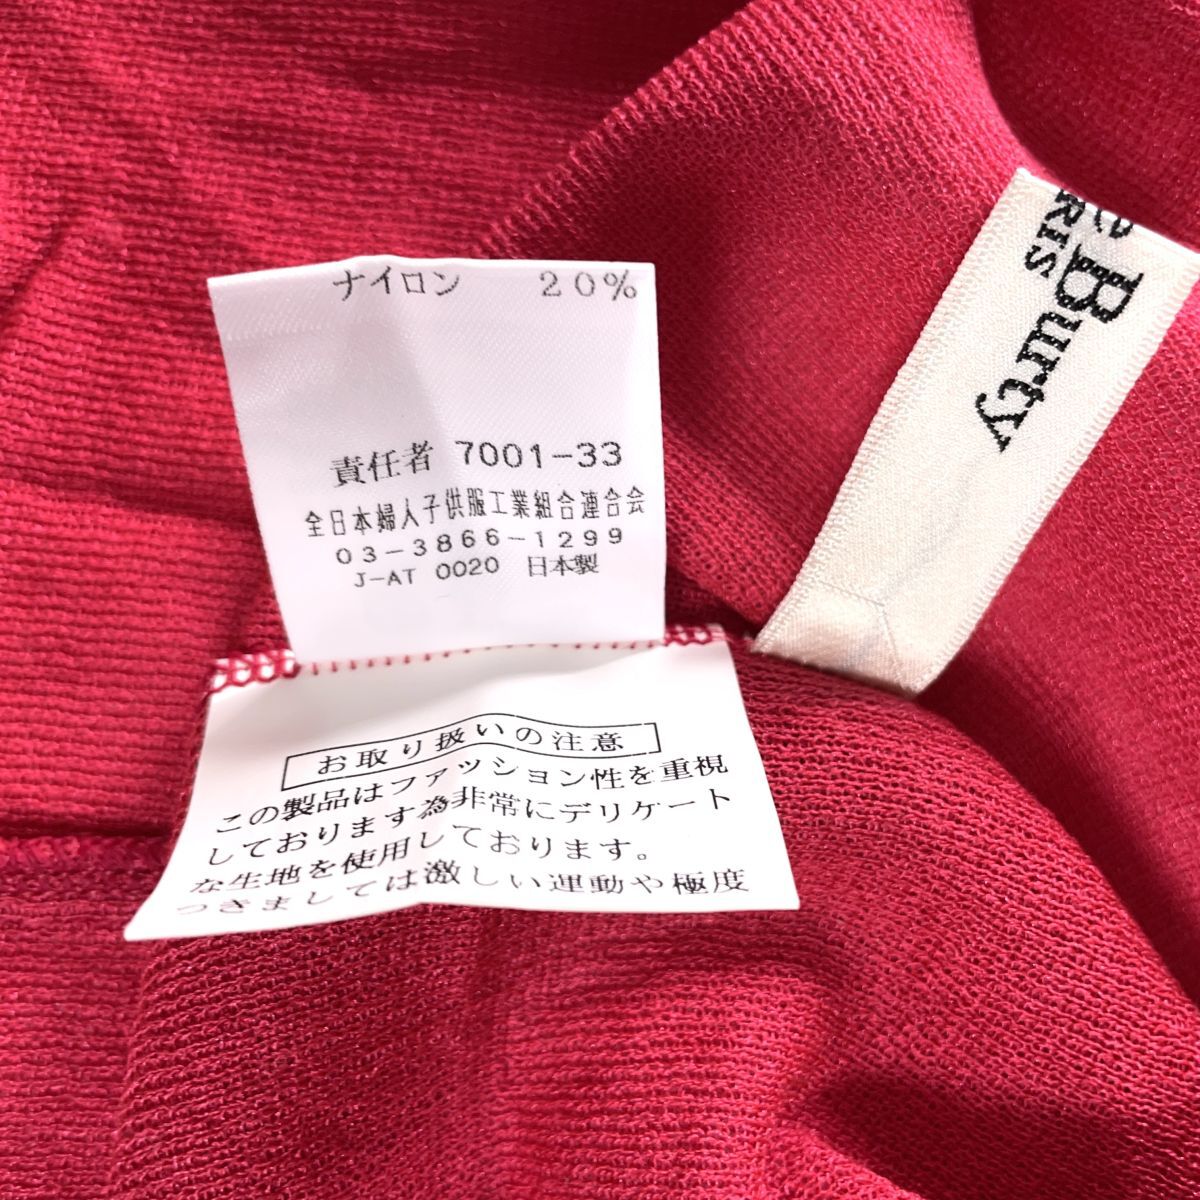 ナイロン 20%
責任者 7001-33
全日本婦人子供服工業組合連合会
03-3866-1299
J-AT 0020 日本製
お取り扱いの注意
この製品はファッション性を重視
しております為非常にデリケート
な生地を使用しております。
つきましては激しい運動や極度
Burty